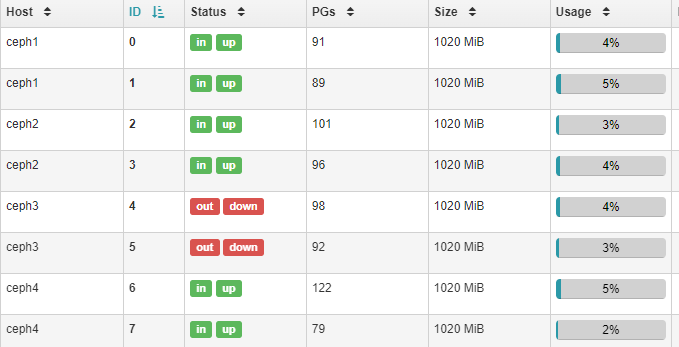 Host ID Status PGs Size Usage
ceph1 0 in up 91 1020 MiB 4%
ceph1 1 in up 89 1020 MiB 5%
ceph2 2 in up 101 1020 MiB 3%
ceph2 3 in up 96 1020 MiB 4%
ceph3 4 out down 98 1020 MiB 4%
ceph3 5 out down 92 1020 MiB 3%
ceph4 6 in up 122 1020 MiB 5%
ceph4 7 in up 79 1020 MiB 2%